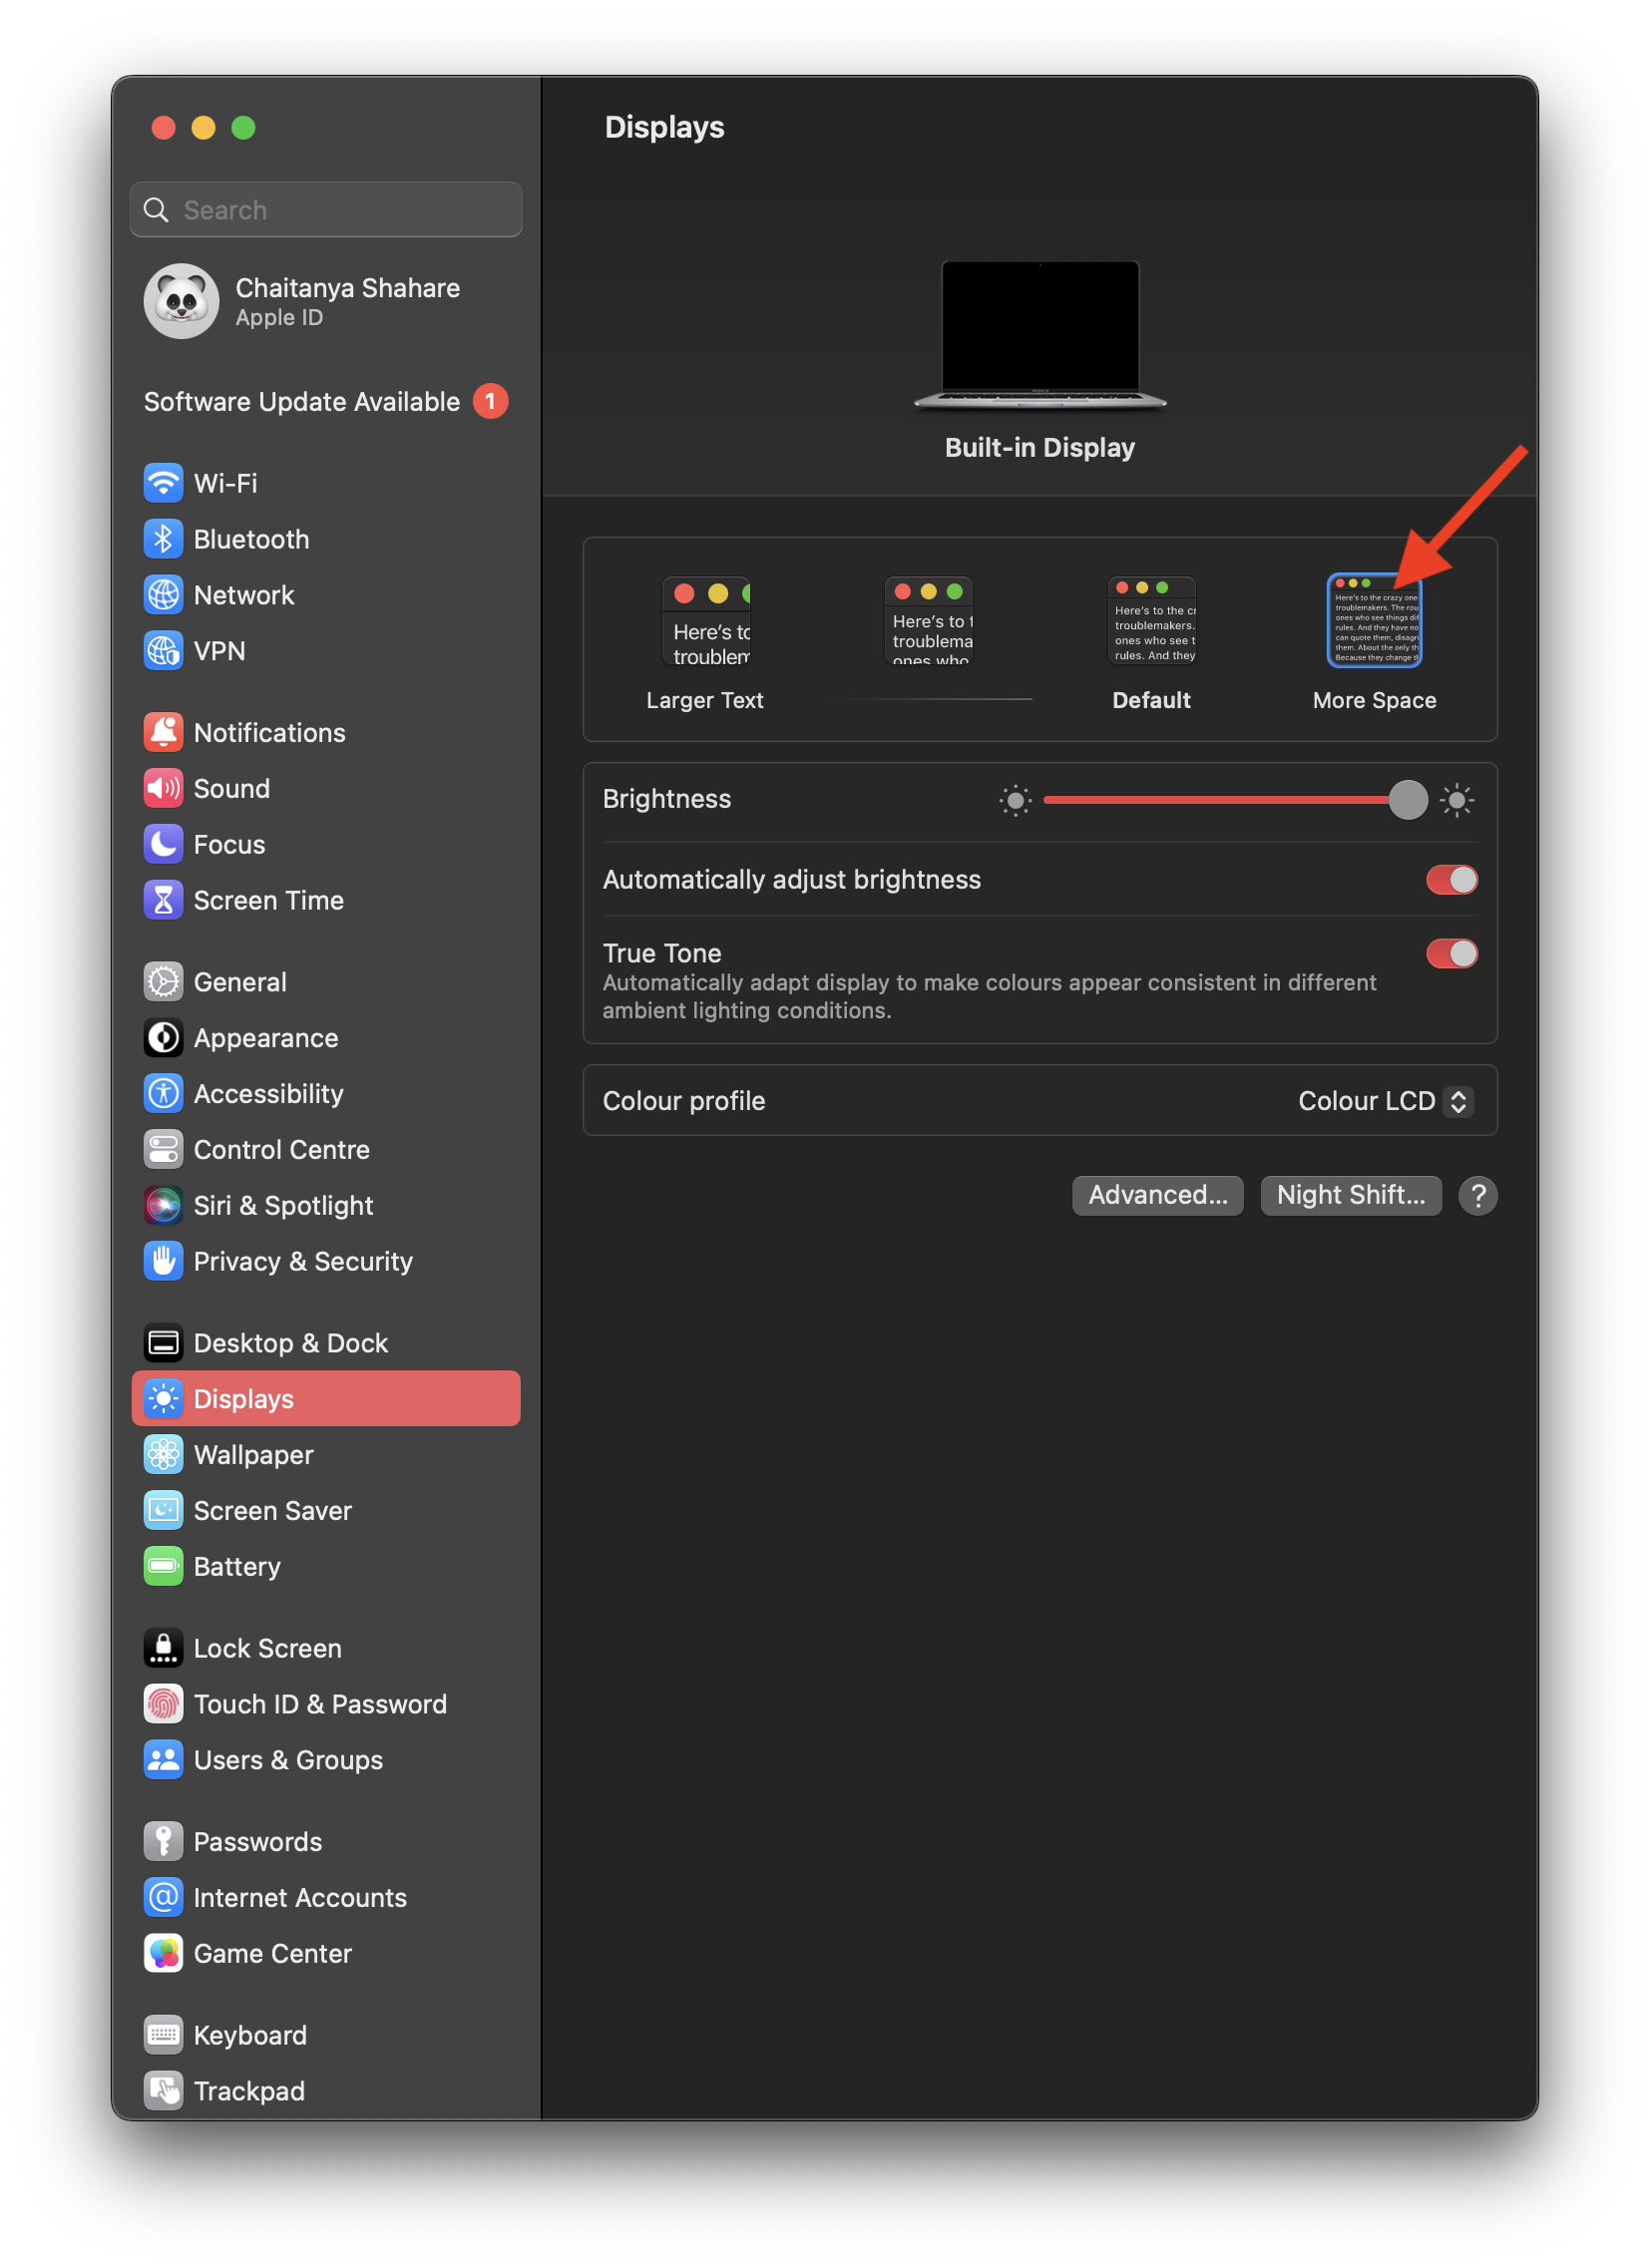 Displays
Search
Chaitanya Shahare
Apple ID
Software Update Available 1
Wi-Fi
Bluetooth
Network
VPN
Notifications
Sound
Focus
Screen Time
General
Appearance
Accessibility
Control Centre
Siri & Spotlight
Privacy & Security
Desktop & Dock
Displays
Wallpaper
Screen Saver
Battery
Lock Screen
Touch ID & Password
Users & Groups
Passwords
Internet Accounts
Game Center
Keyboard
Trackpad
Built-in Display
Here's to
troublem
Larger Text
Here's to t
troublema
ones who
Here's to the cr
troublemakers.
ones who see t
rules. And they
Default
Here's to the crazy one
troublemakers. The rou
ones who see things dif
rules. And they have no
can quote them, disagr
them. About the only th
Because they change t
More Space
Brightness
Automatically adjust brightness
True Tone
Automatically adapt display to make colours appear consistent in different
ambient lighting conditions.
Colour profile Colour LCD
Advanced... Night Shift... ?